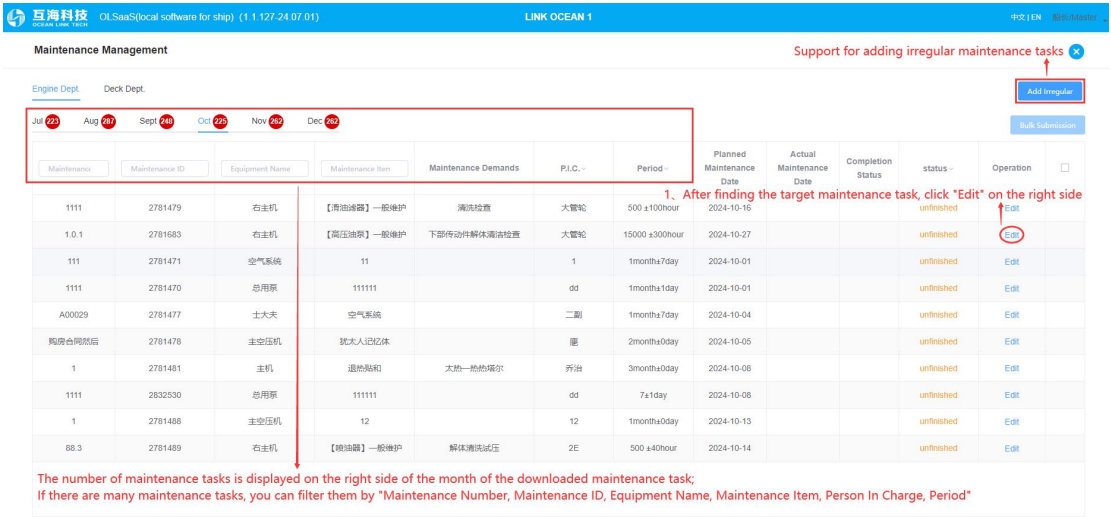 互海科技 OCEAN LINK TECH OLSaaS(local software for ship) (1.1.127-24.07.01) LINK OCEAN 1 中文 | EN 船长/Master
Maintenance Management
Support for adding irregular maintenance tasks
Engine Dept. Deck Dept. Add Irregular
Jul 223 Aug 287 Sept 248 Oct 225 Nov 262 Dec 262 Bulk Submission
Maintenance Maintenance ID Equipment Name Maintenance Item Maintenance Demands P.I.C. Period Planned Maintenance Date Actual Maintenance Date Completion Status status Operation
1、After finding the target maintenance task, click "Edit" on the right side
1111 2781479 右主机 【滑油滤器】一般维护 清洗检查 大管轮 500 ±100hour 2024-10-16 unfinished Edit
1.0.1 2781683 右主机 【高压油泵】一般维护 下部传动件解体清洁检查 大管轮 15000 ±300hour 2024-10-27 unfinished Edit
111 2781471 空气系统 11 1 1month±7day 2024-10-01 unfinished Edit
1111 2781470 总用泵 111111 dd 1month±1day 2024-10-01 unfinished Edit
A00029 2781477 士大夫 空气系统 二副 1month±7day 2024-10-04 unfinished Edit
购房合同然后 2781478 主空压机 犹太人记忆体 2month±0day 2024-10-05 unfinished Edit
1 2781481 主机 退热贴和 太热一热热塔尔 乔治 3month±0day 2024-10-08 unfinished Edit
1111 2832530 总用泵 111111 dd 7±1day 2024-10-08 unfinished Edit
1 2781488 主空压机 12 12 1month±0day 2024-10-13 unfinished Edit
88.3 2781489 右主机 【喷油器】一般维护 解体清洗试压 2E 500 ±40hour 2024-10-14 unfinished Edit
The number of maintenance tasks is displayed on the right side of the month of the downloaded maintenance task;
If there are many maintenance tasks, you can filter them by "Maintenance Number, Maintenance ID, Equipment Name, Maintenance Item, Person In Charge, Period"